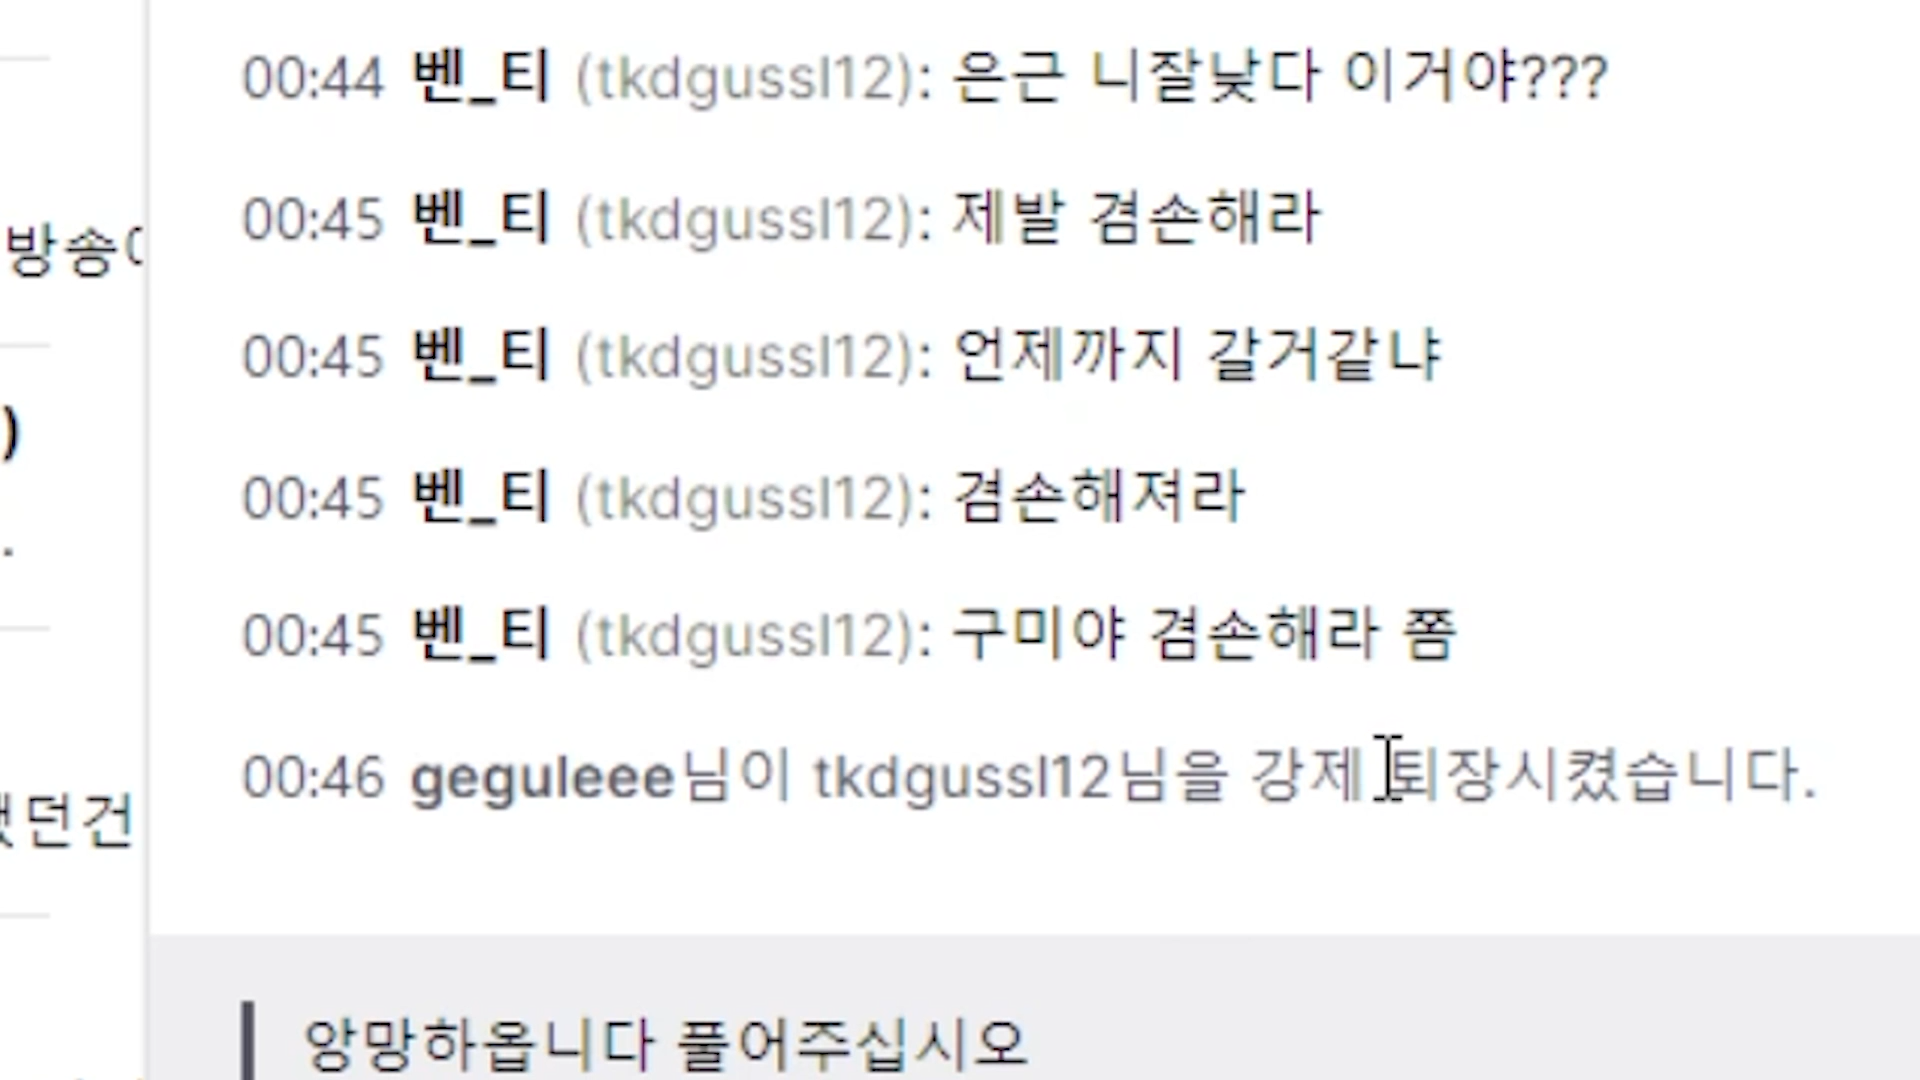 00:44 벤_티 (tkdgussl12): 은근 니잘낮다 이거야???
00:45 벤_티 (tkdgussl12): 제발 겸손해라
방송
00:45 벤_티 (tkdgussl12): 언제까지 갈거같냐
)
00:45 벤_티 (tkdgussl12): 겸손해져라
.
00:45 벤_티 (tkdgussl12): 구미야 겸손해라 쫌
00:46 geguleee님이 tkdgussl12님을 강제 퇴장시켰습니다.
던건
앙망하옵니다 풀어주십시오